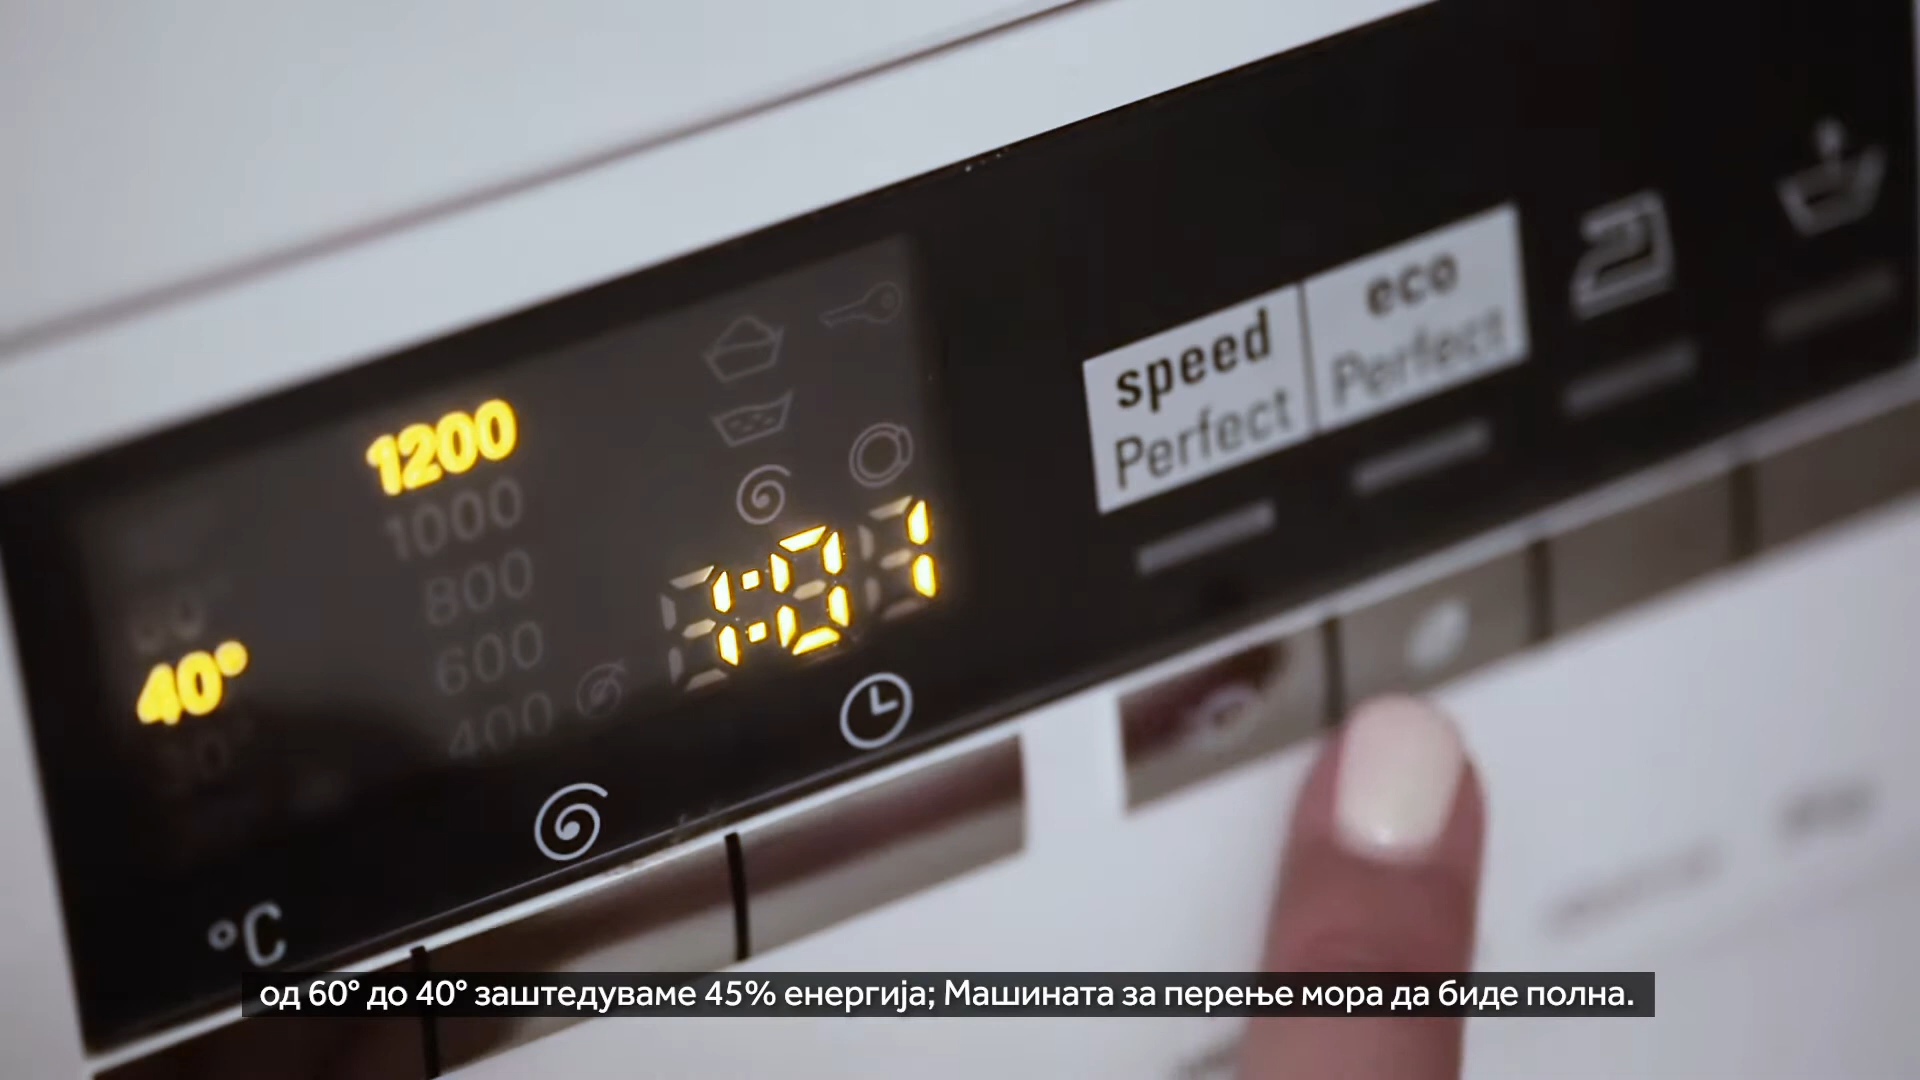 1200
1000
800
600
400
40°
1:01
°C
speed
Perfect
eco
Perfect
од 60° до 40° заштедуваме 45% енергија; Машината за перење мора да биде полна.